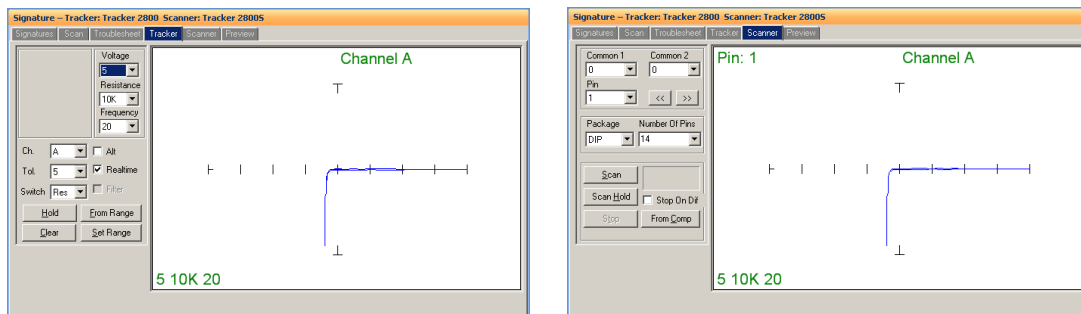 Signature – Tracker: Tracker 2800 Scanner: Tracker 2800S
Signatures Scan Troubleshoot Tracker Scanner Preview
Voltage
5
Resistance
10K
Frequency
20
Ch. A Alt
Tol. 5 Realtime
Switch Res Filter
Hold From Range
Clear Set Range
Channel A
5 10K 20
Signature – Tracker: Tracker 2800 Scanner: Tracker 2800S
Signatures Scan Troubleshoot Tracker Scanner Preview
Common 1 Common 2
0 0
Pin
1 << >>
Package Number Of Pins
DIP 14
Scan
Scan Hold Stop On Dif
Stop From Comp
Pin: 1 Channel A
5 10K 20